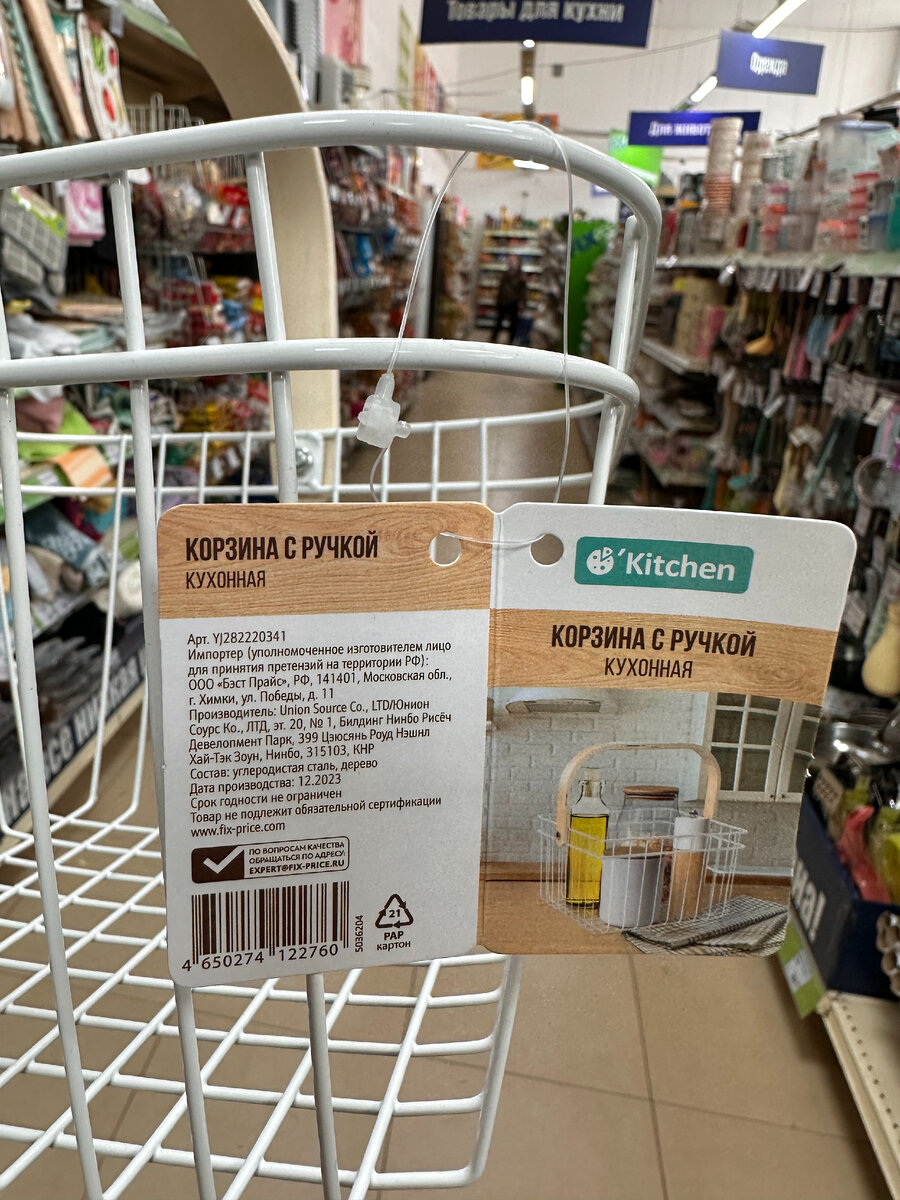 Товары для кухни
Одежда
КОРЗИНА С РУЧКОЙ
КУХОННАЯ
Арт. YJ282220341
Импортер (уполномоченное изготовителем лицо
для принятия претензий на территории РФ):
ООО «Бэст Прайс», РФ, 141401, Московская обл.,
г. Химки, ул. Победы, д. 11
Производитель: Union Source Co., LTD/Юнион
Соурс Ко., ЛТД, эт. 20, № 1, Билдинг Нинбо Рисёч
Девелопмент Парк, 399 Цзюсянь Роуд Нэшнл
Хай-Тэк Зоун, Нинбо, 315103, КНР
Состав: углеродистая сталь, дерево
Дата производства: 12.2023
Срок годности не ограничен
Товар не подлежит обязательной сертификации
www.fix-price.com
ПО ВОПРОСАМ КАЧЕСТВА
ОБРАЩАТЬСЯ ПО АДРЕСУ:
EXPERT@FIX-PRICE.RU
4 650274 122760
5036204
21
PAP
картон
'Kitchen
КОРЗИНА С РУЧКОЙ
КУХОННАЯ